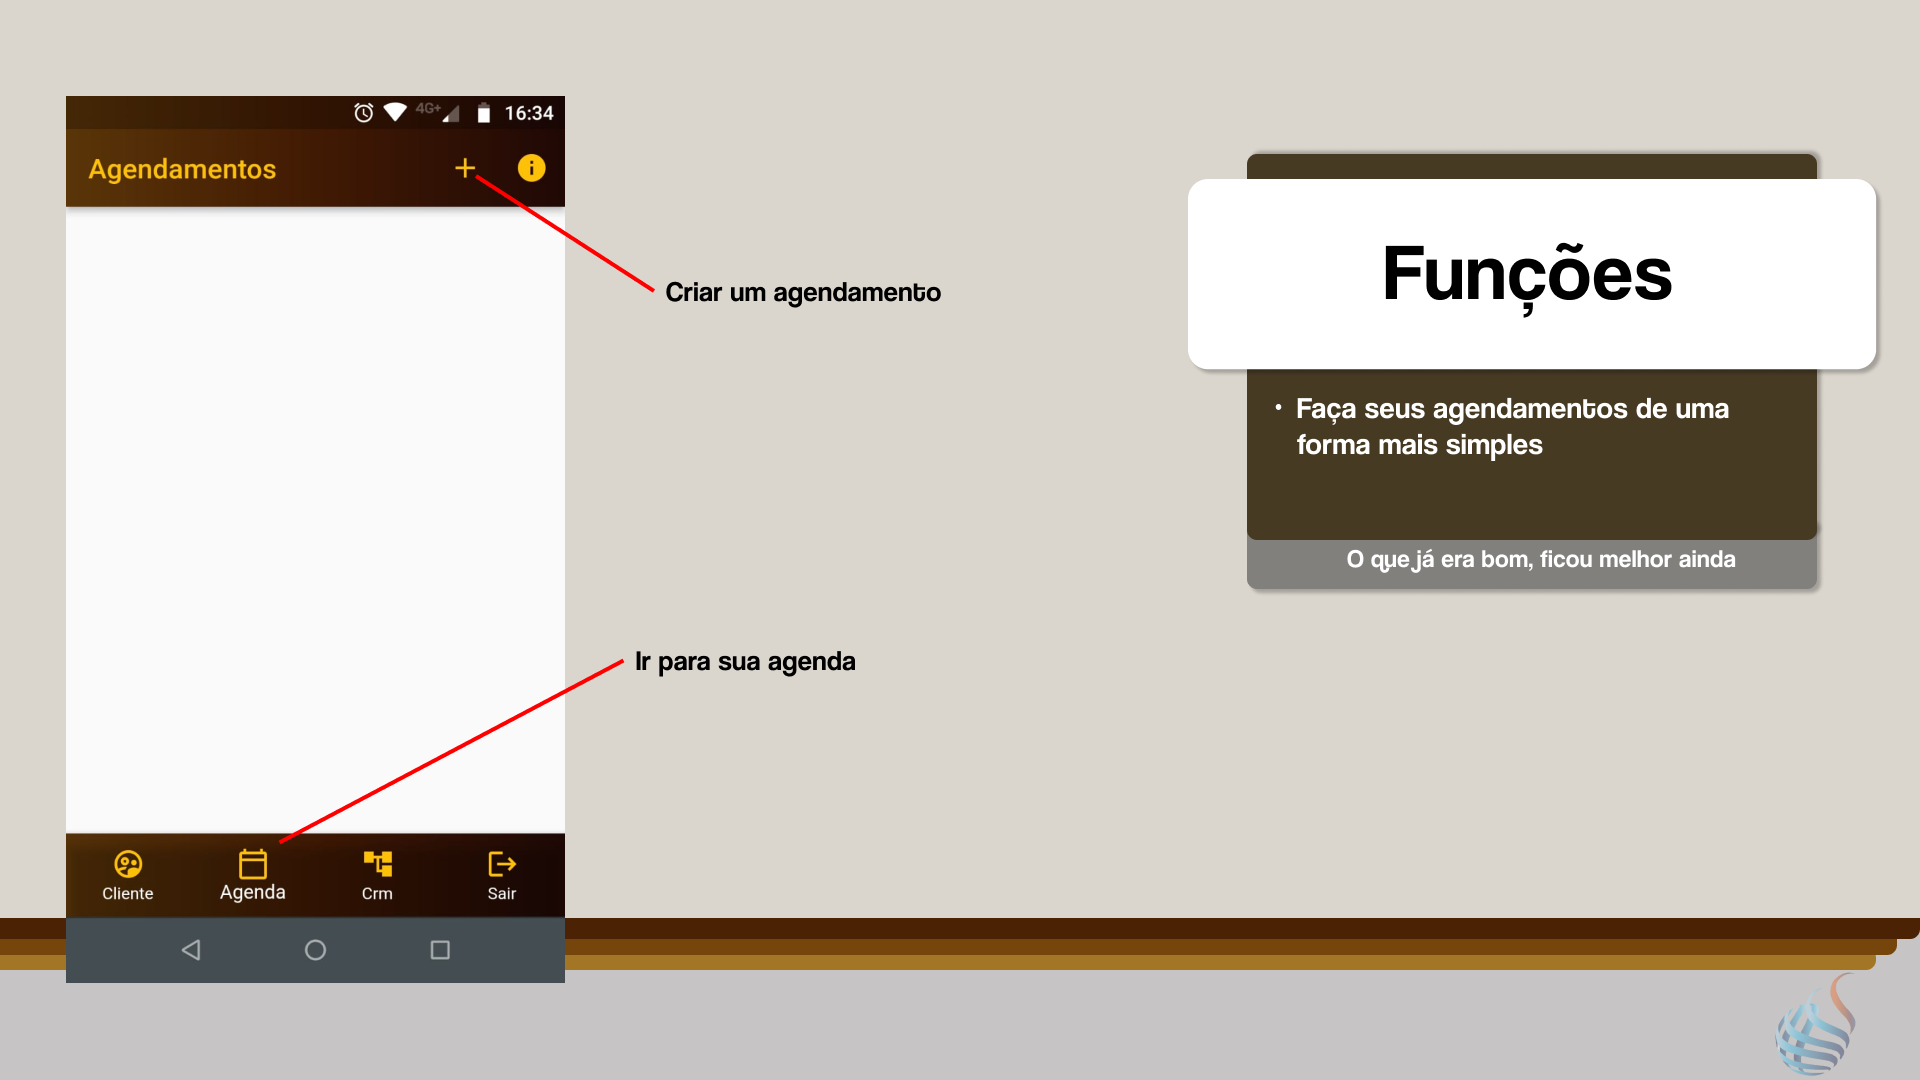 4G+ 16:34
Agendamentos
Criar um agendamento
Ir para sua agenda
Cliente
Agenda
Crm
Sair
Funções
• Faça seus agendamentos de uma
forma mais simples
O que já era bom, ficou melhor ainda